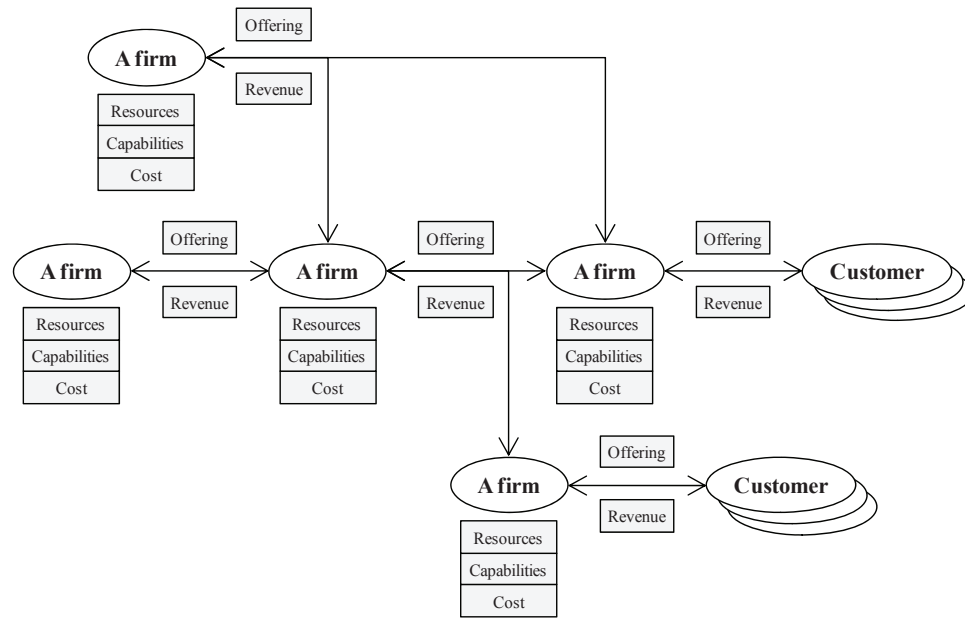 Offering
A firm
Revenue
Resources
Capabilities
Cost
Offering
Offering
Offering
A firm
A firm
A firm
Customer
Revenue
Revenue
Revenue
Resources
Resources
Resources
Capabilities
Capabilities
Capabilities
Cost
Cost
Cost
Offering
A firm
Customer
Revenue
Resources
Capabilities
Cost